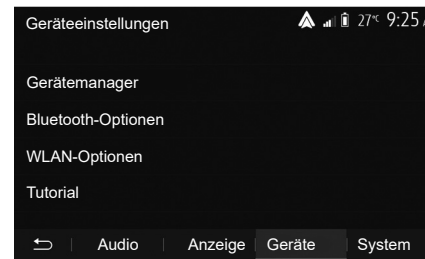 Geräteeinstellungen 27°C 9:25
Gerätemanager
Bluetooth-Optionen
WLAN-Optionen
Tutorial
Audio Anzeige Geräte System